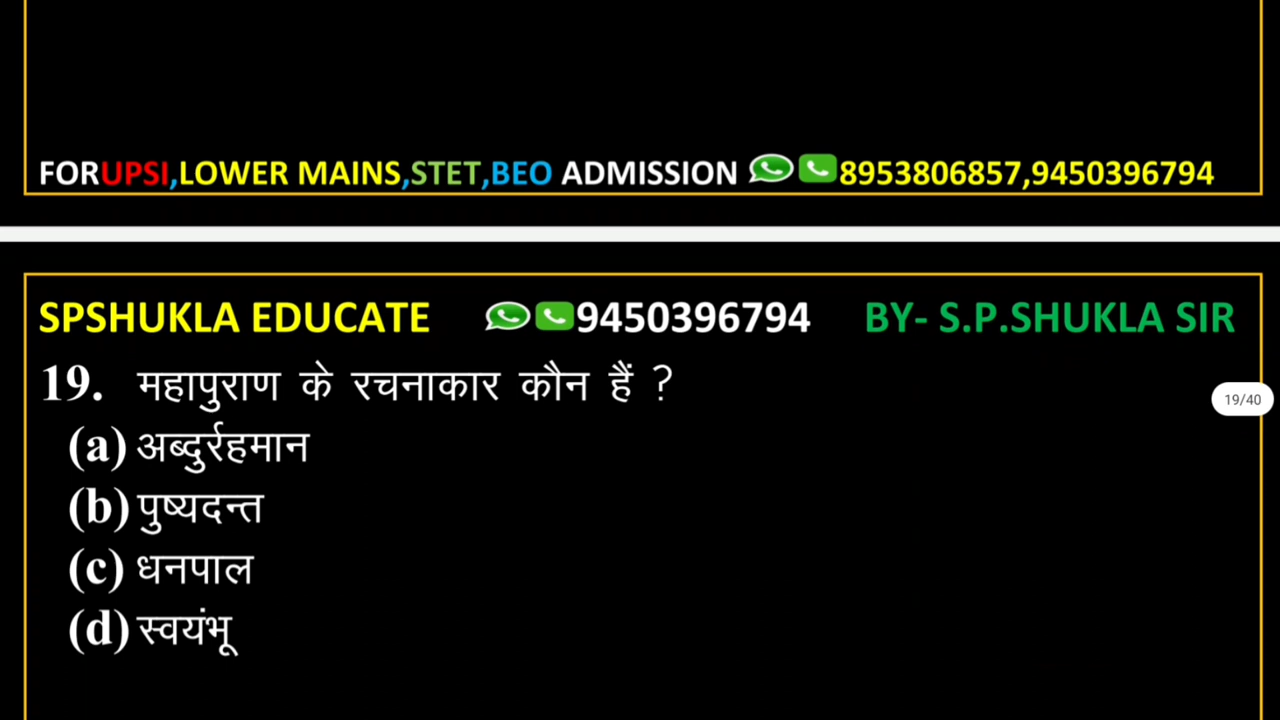 FORUPSI,LOWER MAINS,STET,BEO ADMISSION 8953806857,9450396794
SPSHUKLA EDUCATE 9450396794 BY- S.P.SHUKLA SIR
19. महापुराण के रचनाकार कौन हैं ?
19/40
(a) अब्दुर्रहमान
(b) पुष्यदन्त
(c) धनपाल
(d) स्वयंभू